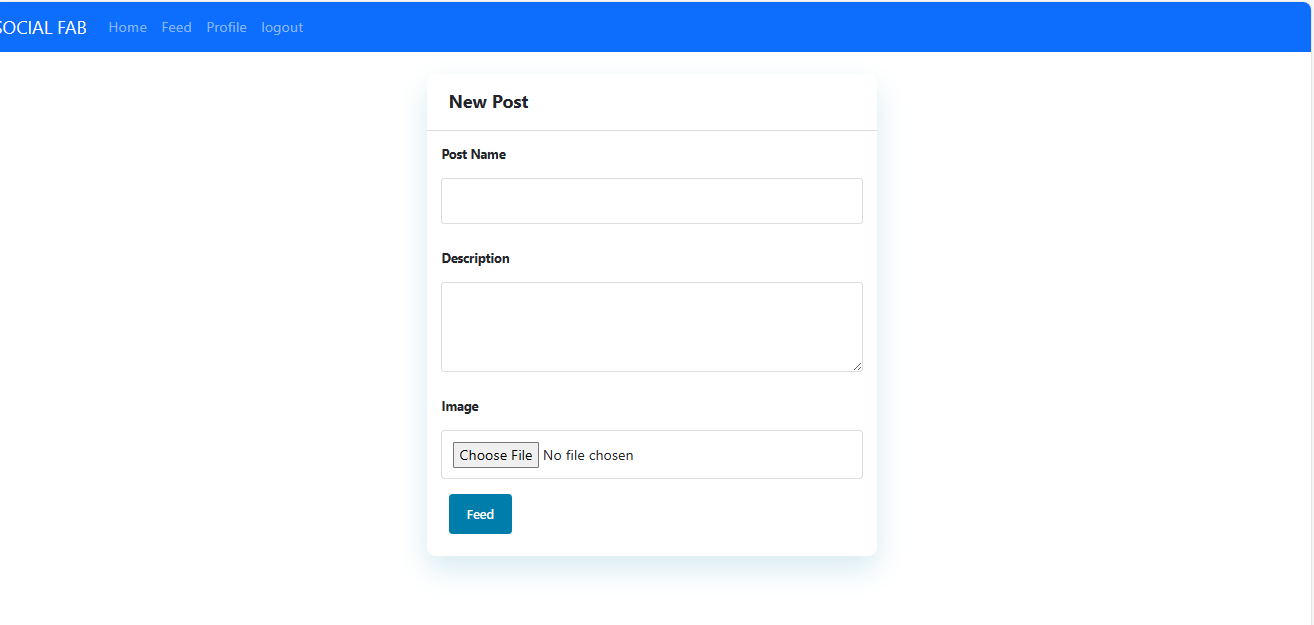 SOCIAL FAB Home Feed Profile logout
New Post
Post Name
Description
Image
Choose File No file chosen
Feed